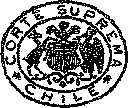 CORTE SUPREMA
* CHILE *